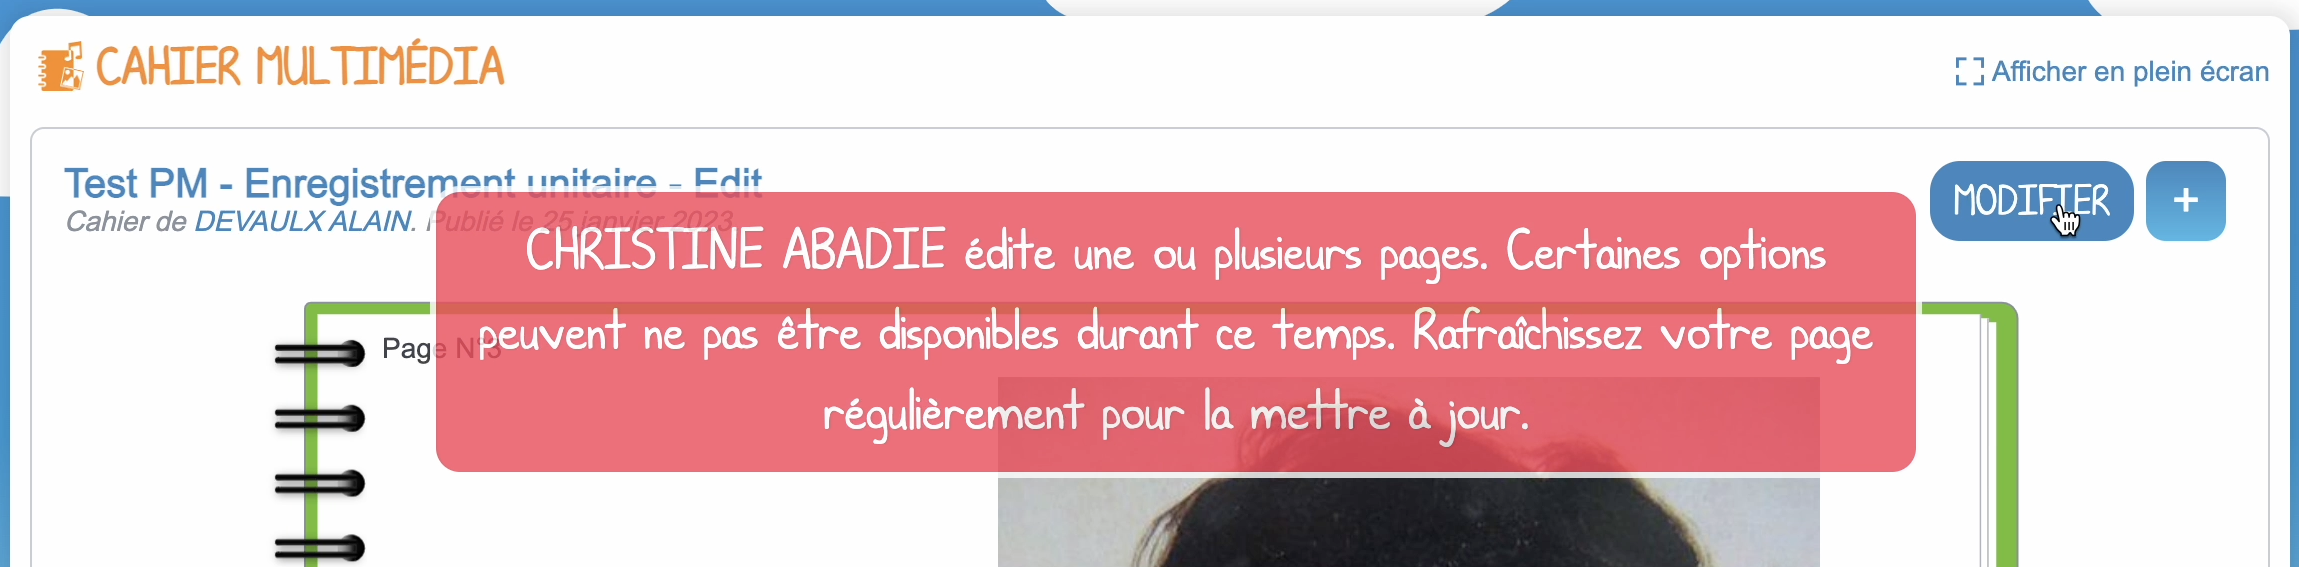 CAHIER MULTIMÉDIA
Afficher en plein écran
Test PM - Enregistrement unitaire - Edit
MODIFIER
+
Cahier de DEVAULX ALAIN. Publié le 25 janvier 2023
CHRISTINE ABADIE édite une ou plusieurs pages. Certaines options
peuvent ne pas être disponibles durant ce temps. Rafraîchissez votre page
régulièrement pour la mettre à jour.
Page N°3